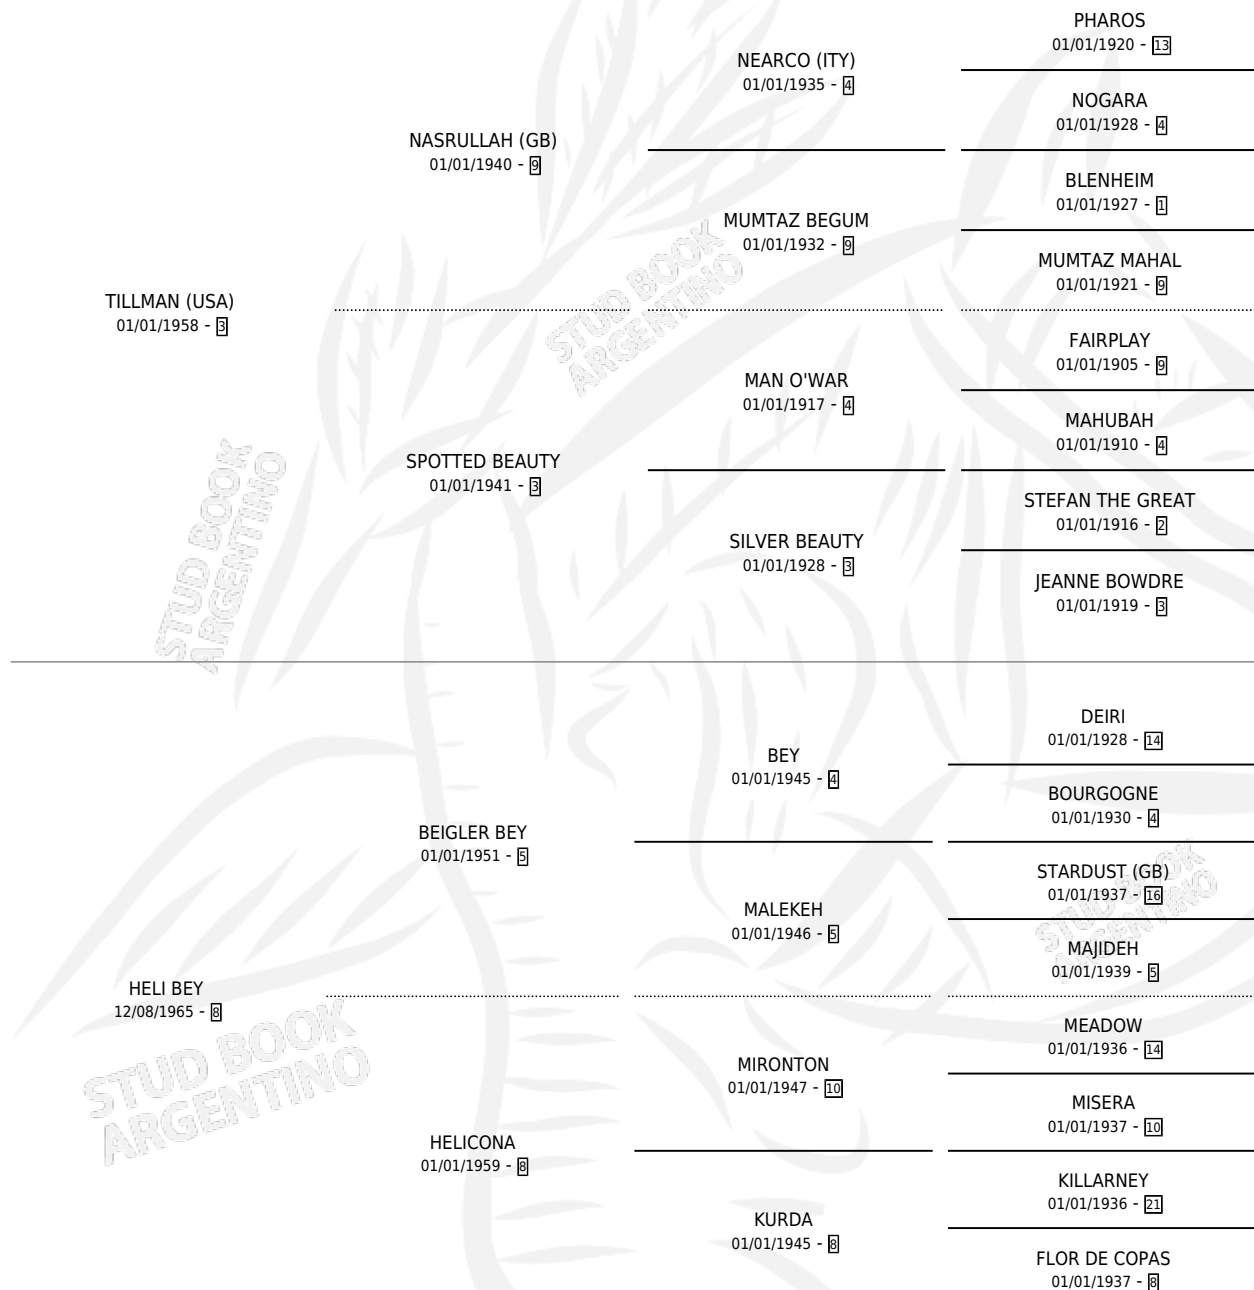 PHAROS
01/01/1920 - 13
NEARCO (ITY)
01/01/1935 - 4
NOGARA
01/01/1928 - 4
NASRULLAH (GB)
01/01/1940 - 9
BLENHEIM
01/01/1927 - 1
MUMTAZ BEGUM
01/01/1932 - 9
MUMTAZ MAHAL
01/01/1921 - 9
TILLMAN (USA)
01/01/1958 - 3
STUD BOOK
ARGENTINO
FAIRPLAY
01/01/1905 - 9
MAN O'WAR
01/01/1917 - 4
MAHUBAH
01/01/1910 - 4
SPOTTED BEAUTY
01/01/1941 - 3
STEFAN THE GREAT
01/01/1916 - 2
SILVER BEAUTY
01/01/1928 - 3
JEANNE BOWDRE
01/01/1919 - 3
STUD BOOK
ARGENTINO
DEIRI
01/01/1928 - 14
BEY
01/01/1945 - 4
BOURGOGNE
01/01/1930 - 4
BEIGLER BEY
01/01/1951 - 5
STARDUST (GB)
01/01/1937 - 16
MALEKEH
01/01/1946 - 5
MAJIDEH
01/01/1939 - 5
STUD BOOK
ARGENTINO
HELI BEY
12/08/1965 - 8
STUD BOOK
ARGENTINO
MEADOW
01/01/1936 - 14
MIRONTON
01/01/1947 - 10
MISERA
01/01/1937 - 10
HELICONA
01/01/1959 - 8
KILLARNEY
01/01/1936 - 21
KURDA
01/01/1945 - 8
FLOR DE COPAS
01/01/1937 - 8